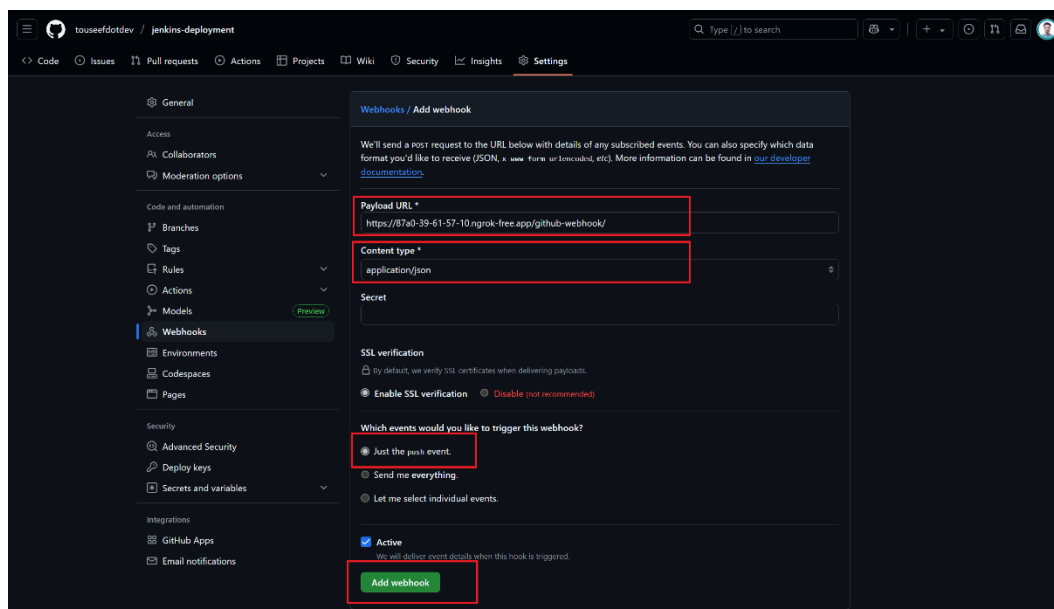 touseefdotdev / jenkins-deployment
Type / to search
Code Issues Pull requests Actions Projects Wiki Security Insights Settings
General
Access
Collaborators
Moderation options
Code and automation
Branches
Tags
Rules
Actions
Models Preview
Webhooks
Environments
Codespaces
Pages
Security
Advanced Security
Deploy keys
Secrets and variables
Integrations
GitHub Apps
Email notifications
Webhooks / Add webhook
We'll send a POST request to the URL below with details of any subscribed events. You can also specify which data
format you'd like to receive (JSON, x-www-form-urlencoded, etc). More information can be found in our developer
documentation.
Payload URL *
https://87a0-39-61-57-10.ngrok-free.app/github-webhook/
Content type *
application/json
Secret
SSL verification
By default, we verify SSL certificates when delivering payloads.
Enable SSL verification Disable (not recommended)
Which events would you like to trigger this webhook?
Just the push event.
Send me everything.
Let me select individual events.
Active
We will deliver event details when this hook is triggered.
Add webhook